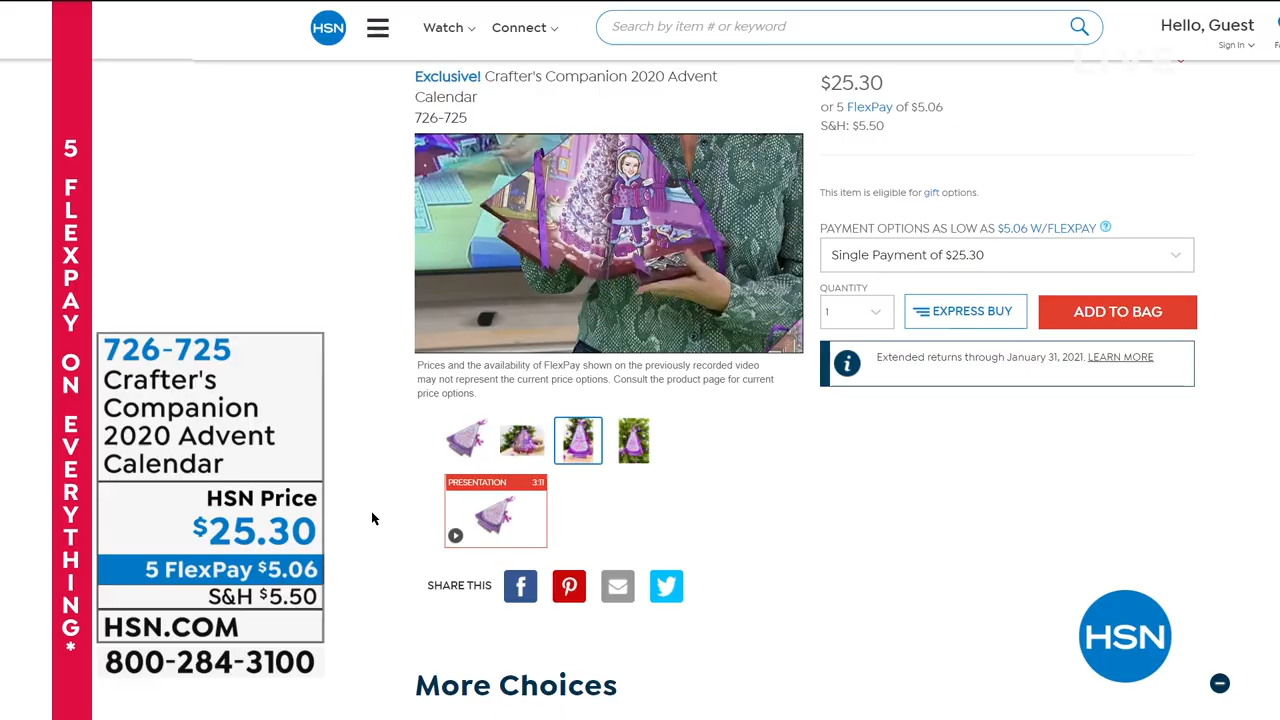 HSN
Watch
Connect
Search by item # or keyword
Hello, Guest
Sign In
LIVE
Exclusive! Crafter's Companion 2020 Advent
Calendar
726-725
$25.30
or 5 FlexPay of $5.06
S&H: $5.50
This item is eligible for gift options.
PAYMENT OPTIONS AS LOW AS $5.06 W/FLEXPAY
Single Payment of $25.30
QUANTITY
1
EXPRESS BUY
ADD TO BAG
Extended returns through January 31, 2021. LEARN MORE
Prices and the availability of FlexPay shown on the previously recorded video
may not represent the current price options. Consult the product page for current
price options.
PRESENTATION 3:11
SHARE THIS
More Choices
5 FLEXPAY ON EVERYTHING*
726-725
Crafter's
Companion
2020 Advent
Calendar
HSN Price
$25.30
5 FlexPay $5.06
S&H $5.50
HSN.COM
800-284-3100
HSN